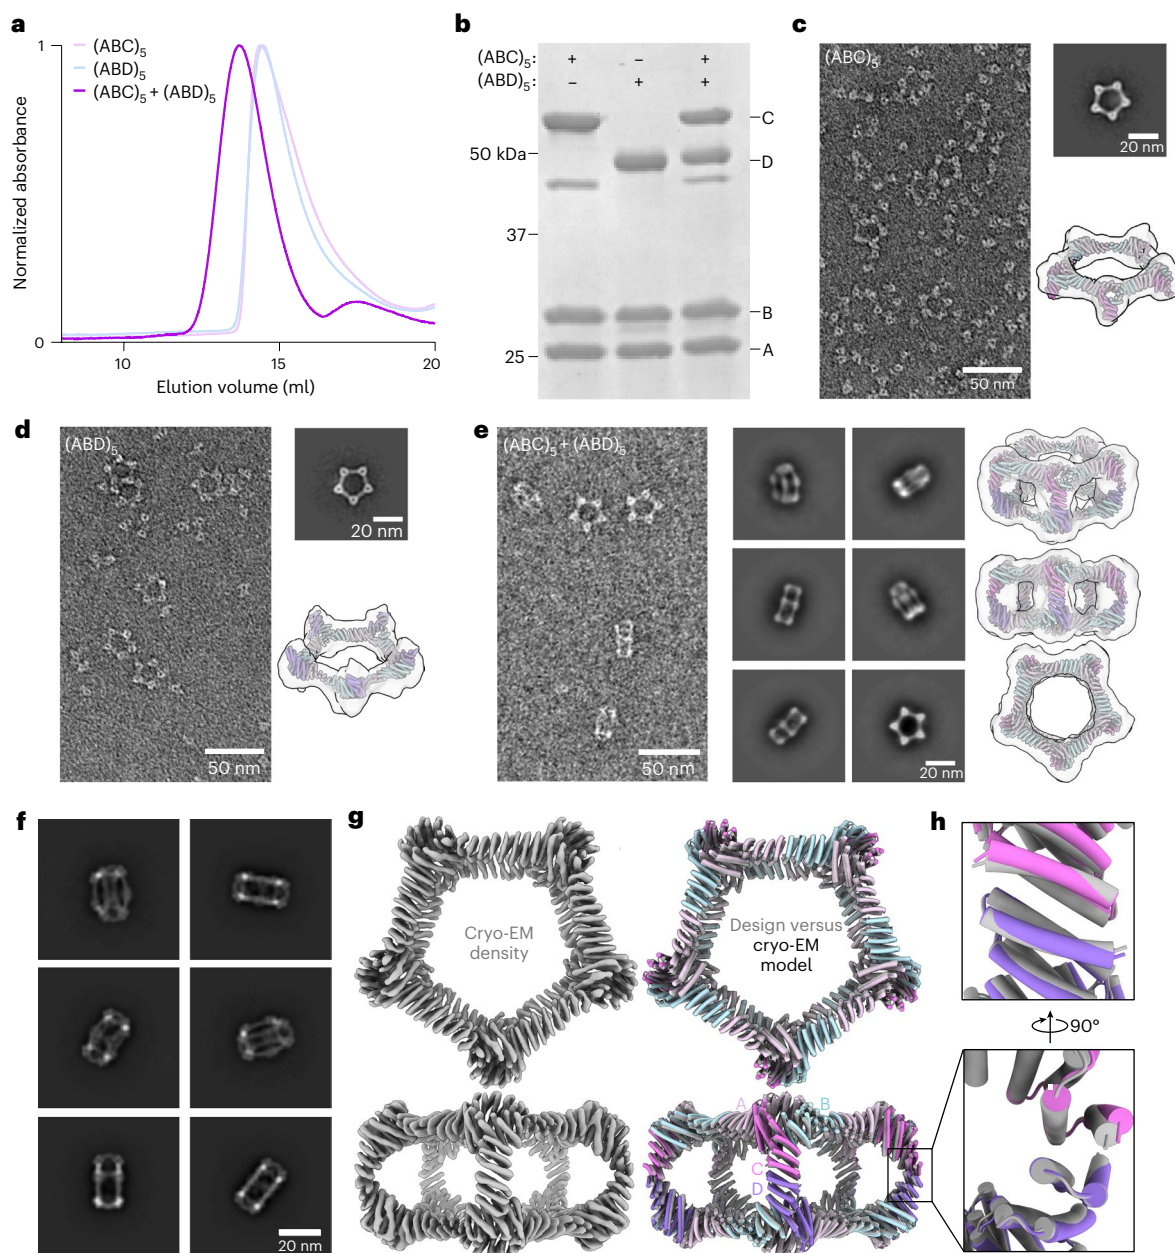 a
(ABC)5
(ABD)5
(ABC)5 + (ABD)5
1
0
Normalized absorbance
10
15
20
Elution volume (ml)
b
(ABC)5: + – +
(ABD)5: – + +
50 kDa
37
25
C
D
B
A
c
(ABC)5
50 nm
20 nm
d
(ABD)5
50 nm
20 nm
e
(ABC)5 + (ABD)5
50 nm
20 nm
f
20 nm
g
Cryo-EM
density
Design versus
cryo-EM
model
A
B
C
D
h
90°